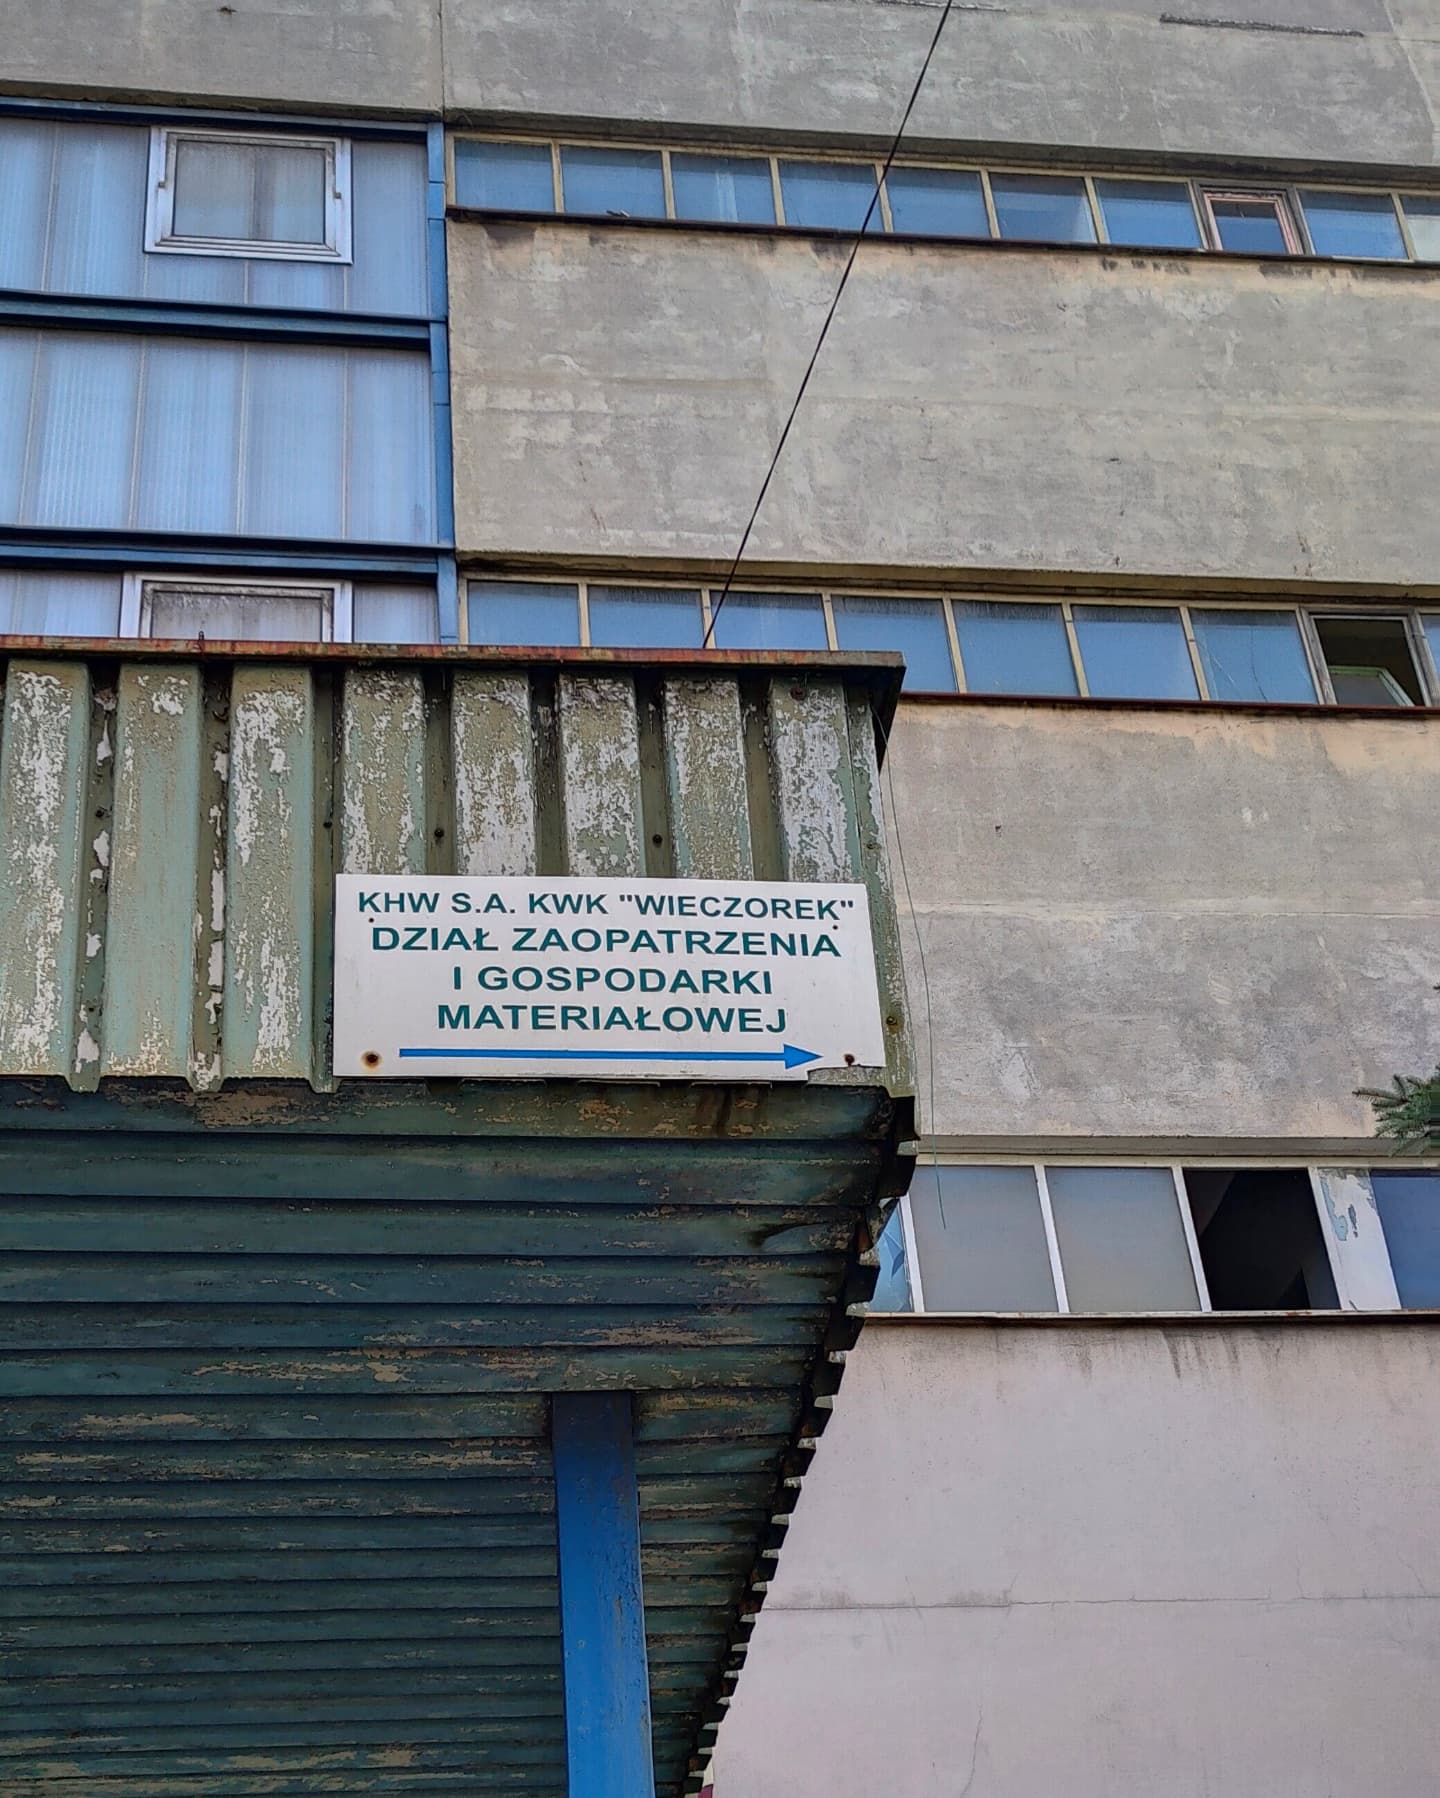 KHW S.A. KWK "WIECZOREK"
DZIAŁ ZAOPATRZENIA
I GOSPODARKI
MATERIAŁOWEJ